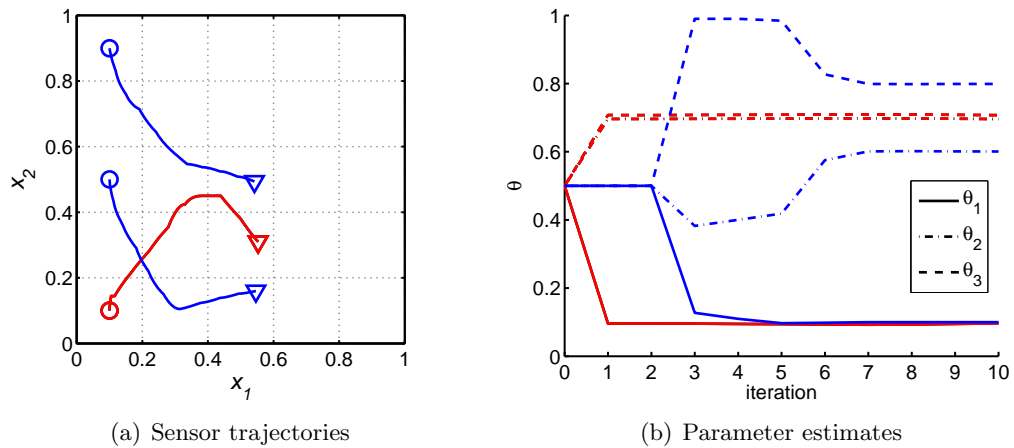 1
0.8
0.6
0.4
0.2
0
x2
0
0.2
0.4
0.6
0.8
1
x1
(a) Sensor trajectories
1
0.8
0.6
0.4
0.2
0
θ
θ1
θ2
θ3
0 1 2 3 4 5 6 7 8 9 10
iteration
(b) Parameter estimates